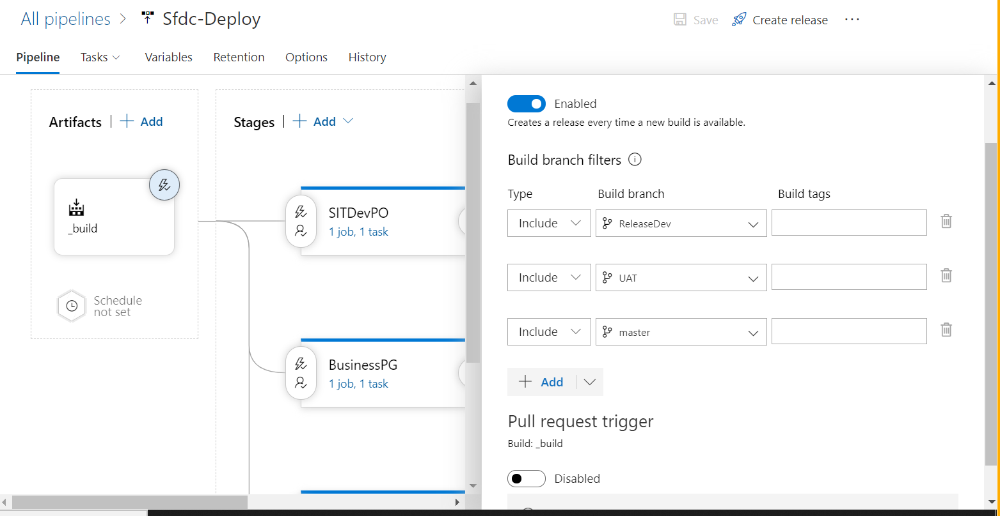 All pipelines > Sfdc-Deploy
Save Create release ...
Pipeline Tasks Variables Retention Options History
Artifacts | + Add
Stages | + Add
_build
Schedule
not set
SITDevPO
1 job, 1 task
BusinessPG
1 job, 1 task
Enabled
Creates a release every time a new build is available.
Build branch filters
Type Build branch Build tags
Include ReleaseDev
Include UAT
Include master
+ Add
Pull request trigger
Build: _build
Disabled